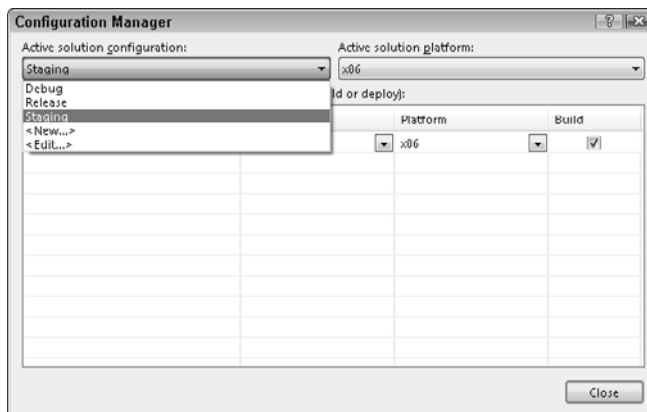 Configuration Manager
Active solution configuration:
Active solution platform:
Staging
x86
Debug
Release
Staging
<New...>
<Edit...>
ld or deploy):
Platform
Build
x86
Close